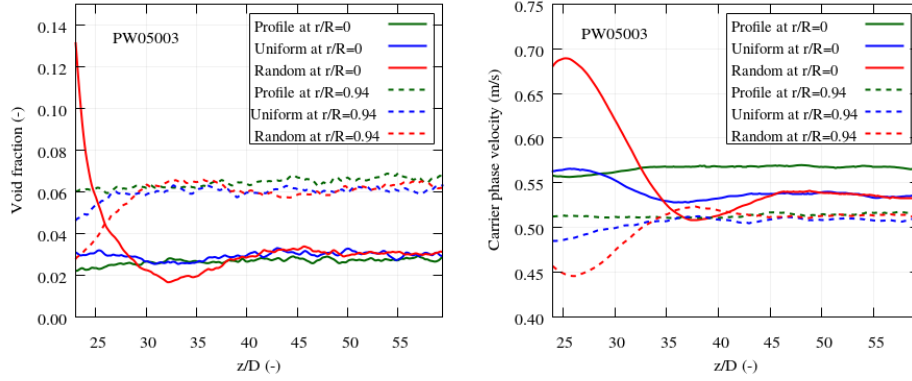 0.14
0.12
0.10
0.08
0.06
0.04
0.02
0.00
Void fraction (-)
PW05003
Profile at r/R=0
Uniform at r/R=0
Random at r/R=0
Profile at r/R=0.94
Uniform at r/R=0.94
Random at r/R=0.94
25 30 35 40 45 50 55
z/D (-)
0.75
0.70
0.65
0.60
0.55
0.50
0.45
0.40
Carrier phase velocity (m/s)
PW05003
Profile at r/R=0
Uniform at r/R=0
Random at r/R=0
Profile at r/R=0.94
Uniform at r/R=0.94
Random at r/R=0.94
25 30 35 40 45 50 55
z/D (-)